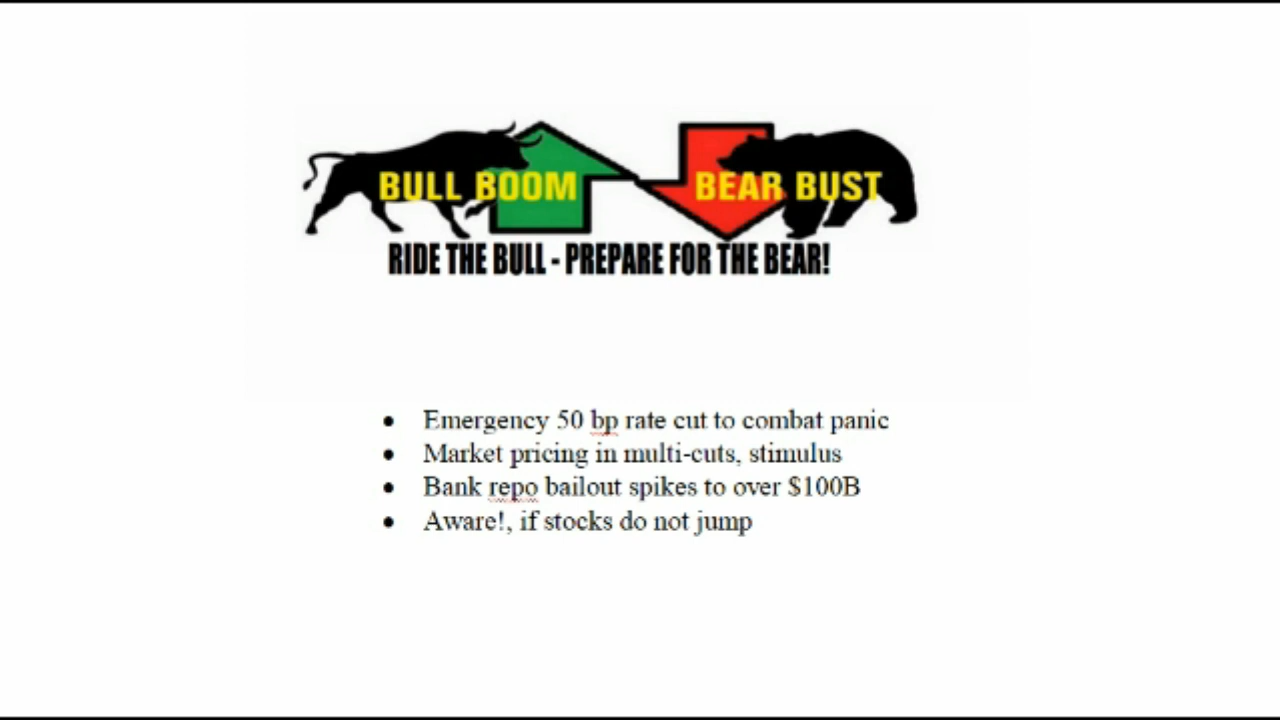 BULL BOOM BEAR BUST
RIDE THE BULL - PREPARE FOR THE BEAR!
• Emergency 50 bp rate cut to combat panic
• Market pricing in multi-cuts, stimulus
• Bank repo bailout spikes to over $100B
• Aware!, if stocks do not jump